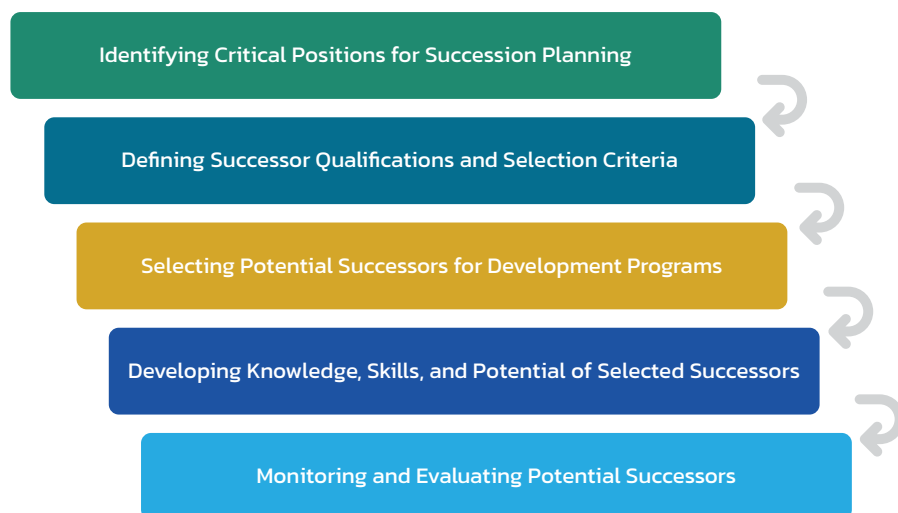 Identifying Critical Positions for Succession Planning
Defining Successor Qualifications and Selection Criteria
Selecting Potential Successors for Development Programs
Developing Knowledge, Skills, and Potential of Selected Successors
Monitoring and Evaluating Potential Successors